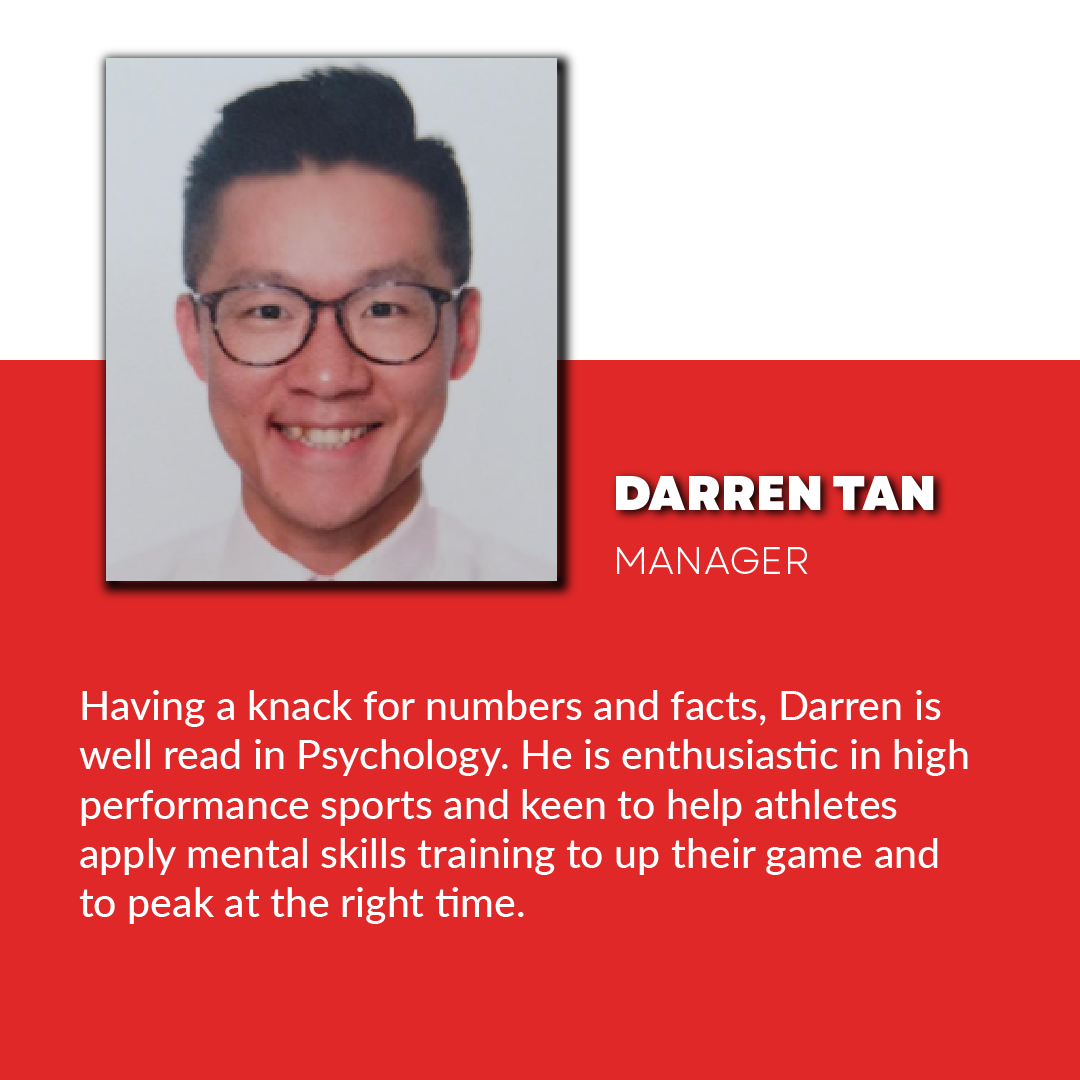 DARREN TAN
MANAGER
Having a knack for numbers and facts, Darren is
well read in Psychology. He is enthusiastic in high
performance sports and keen to help athletes
apply mental skills training to up their game and
to peak at the right time.